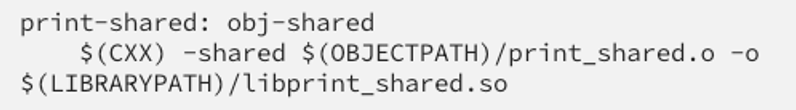 print-shared: obj-shared
    $(CXX) -shared $(OBJECTPATH)/print_shared.o -o
$(LIBRARYPATH)/libprint_shared.so